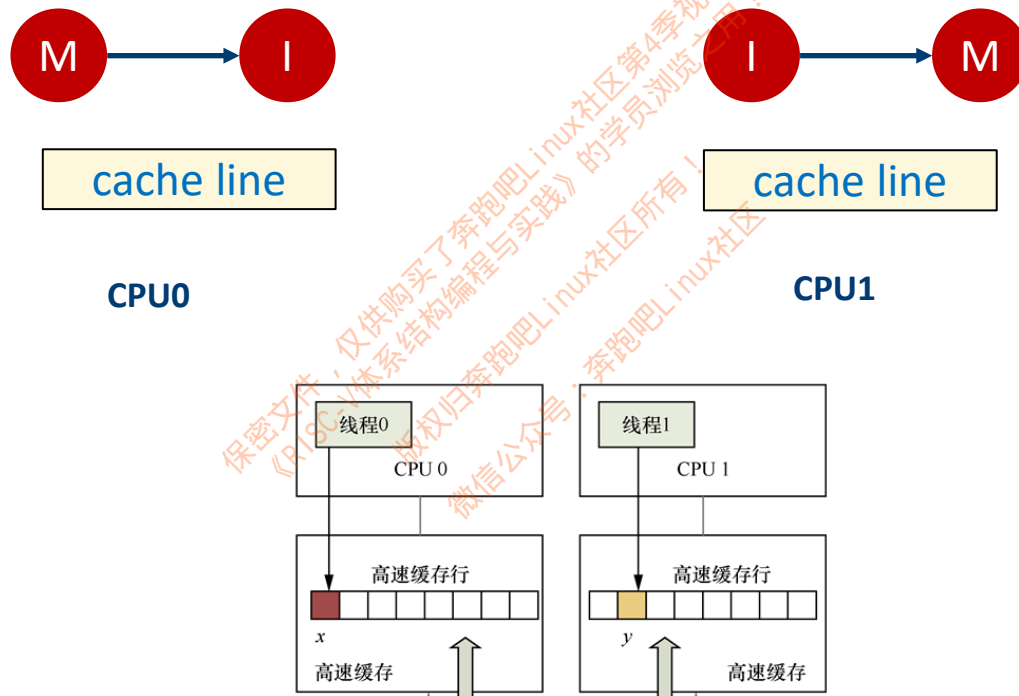 M
I
I
M
cache line
cache line
CPU0
CPU1
保密文件，仅供购买了奔跑吧Linux社区第4季视
《RISC-V体系结构编程与实践》的学员浏览之用！
版权归奔跑吧Linux社区所有！
微信公众号：奔跑吧Linux社区
线程0
线程1
CPU 0
CPU 1
高速缓存行
高速缓存行
x
y
高速缓存
高速缓存